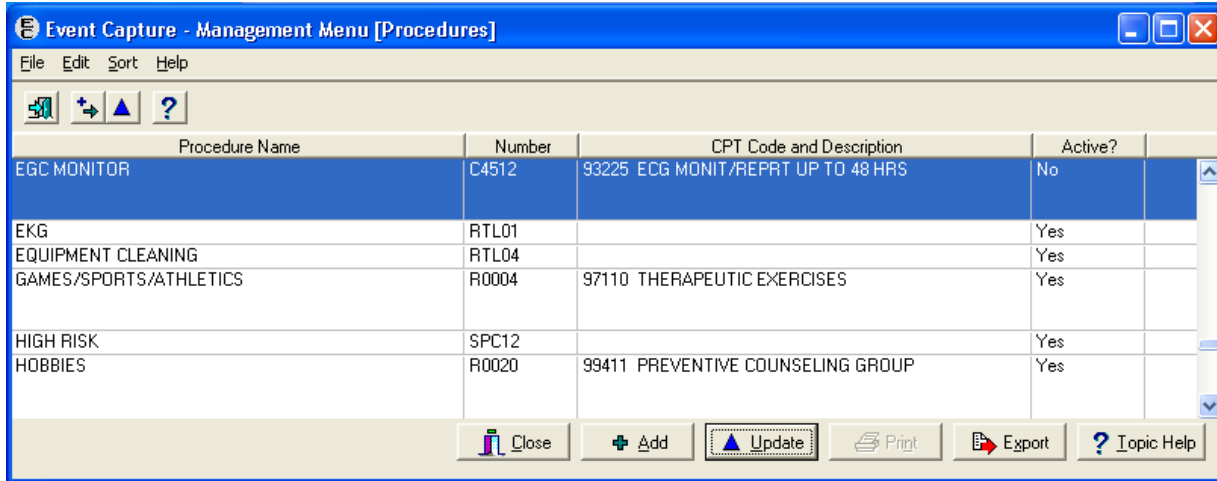 Event Capture - Management Menu [Procedures]
File Edit Sort Help
Procedure Name Number CPT Code and Description Active?
EGC MONITOR C4512 93225 ECG MONIT/REPRT UP TO 48 HRS No
EKG RTL01 Yes
EQUIPMENT CLEANING RTL04 Yes
GAMES/SPORTS/ATHLETICS R0004 97110 THERAPEUTIC EXERCISES Yes
HIGH RISK SPC12 Yes
HOBBIES R0020 99411 PREVENTIVE COUNSELING GROUP Yes
Close Add Update Print Export Topic Help